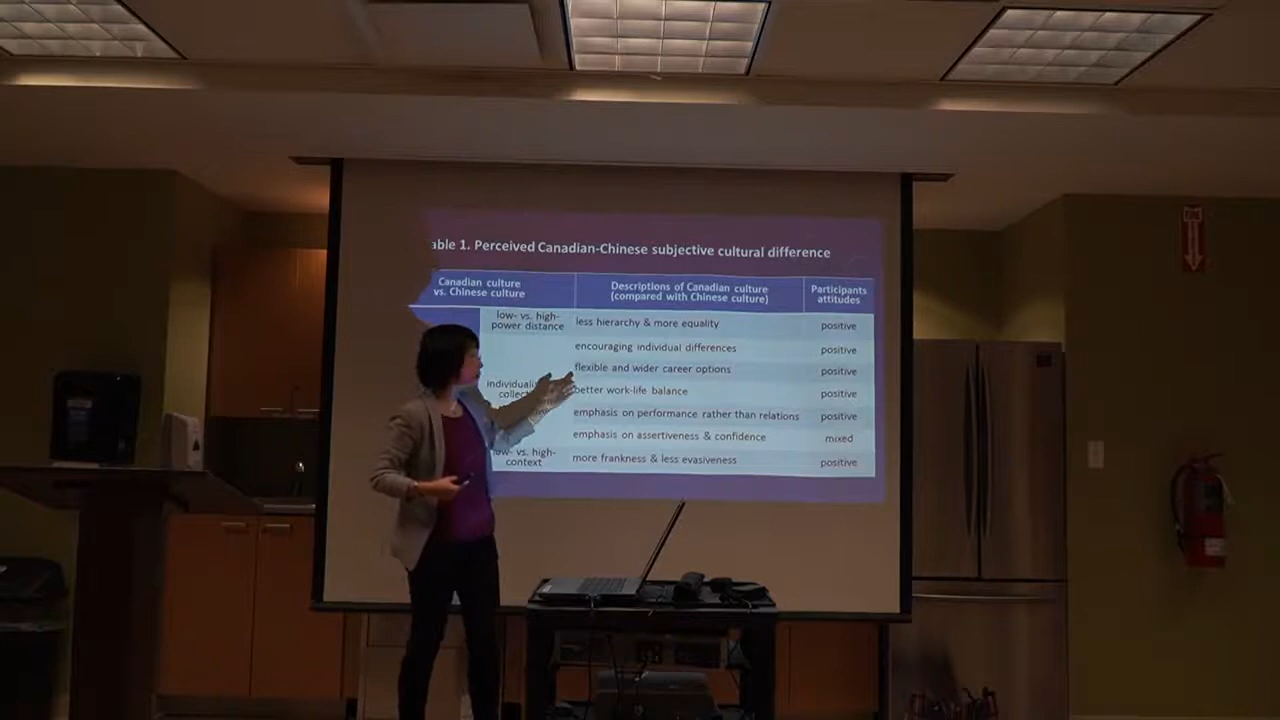 able 1. Perceived Canadian-Chinese subjective cultural difference
Canadian culture
vs. Chinese culture
Descriptions of Canadian culture
(compared with Chinese culture)
Participants
attitudes
low- vs. high-
power distance
less hierarchy & more equality
positive
encouraging individual differences
positive
flexible and wider career options
positive
better work-life balance
positive
emphasis on performance rather than relations
positive
emphasis on assertiveness & confidence
mixed
low- vs. high-
context
more frankness & less evasiveness
positive